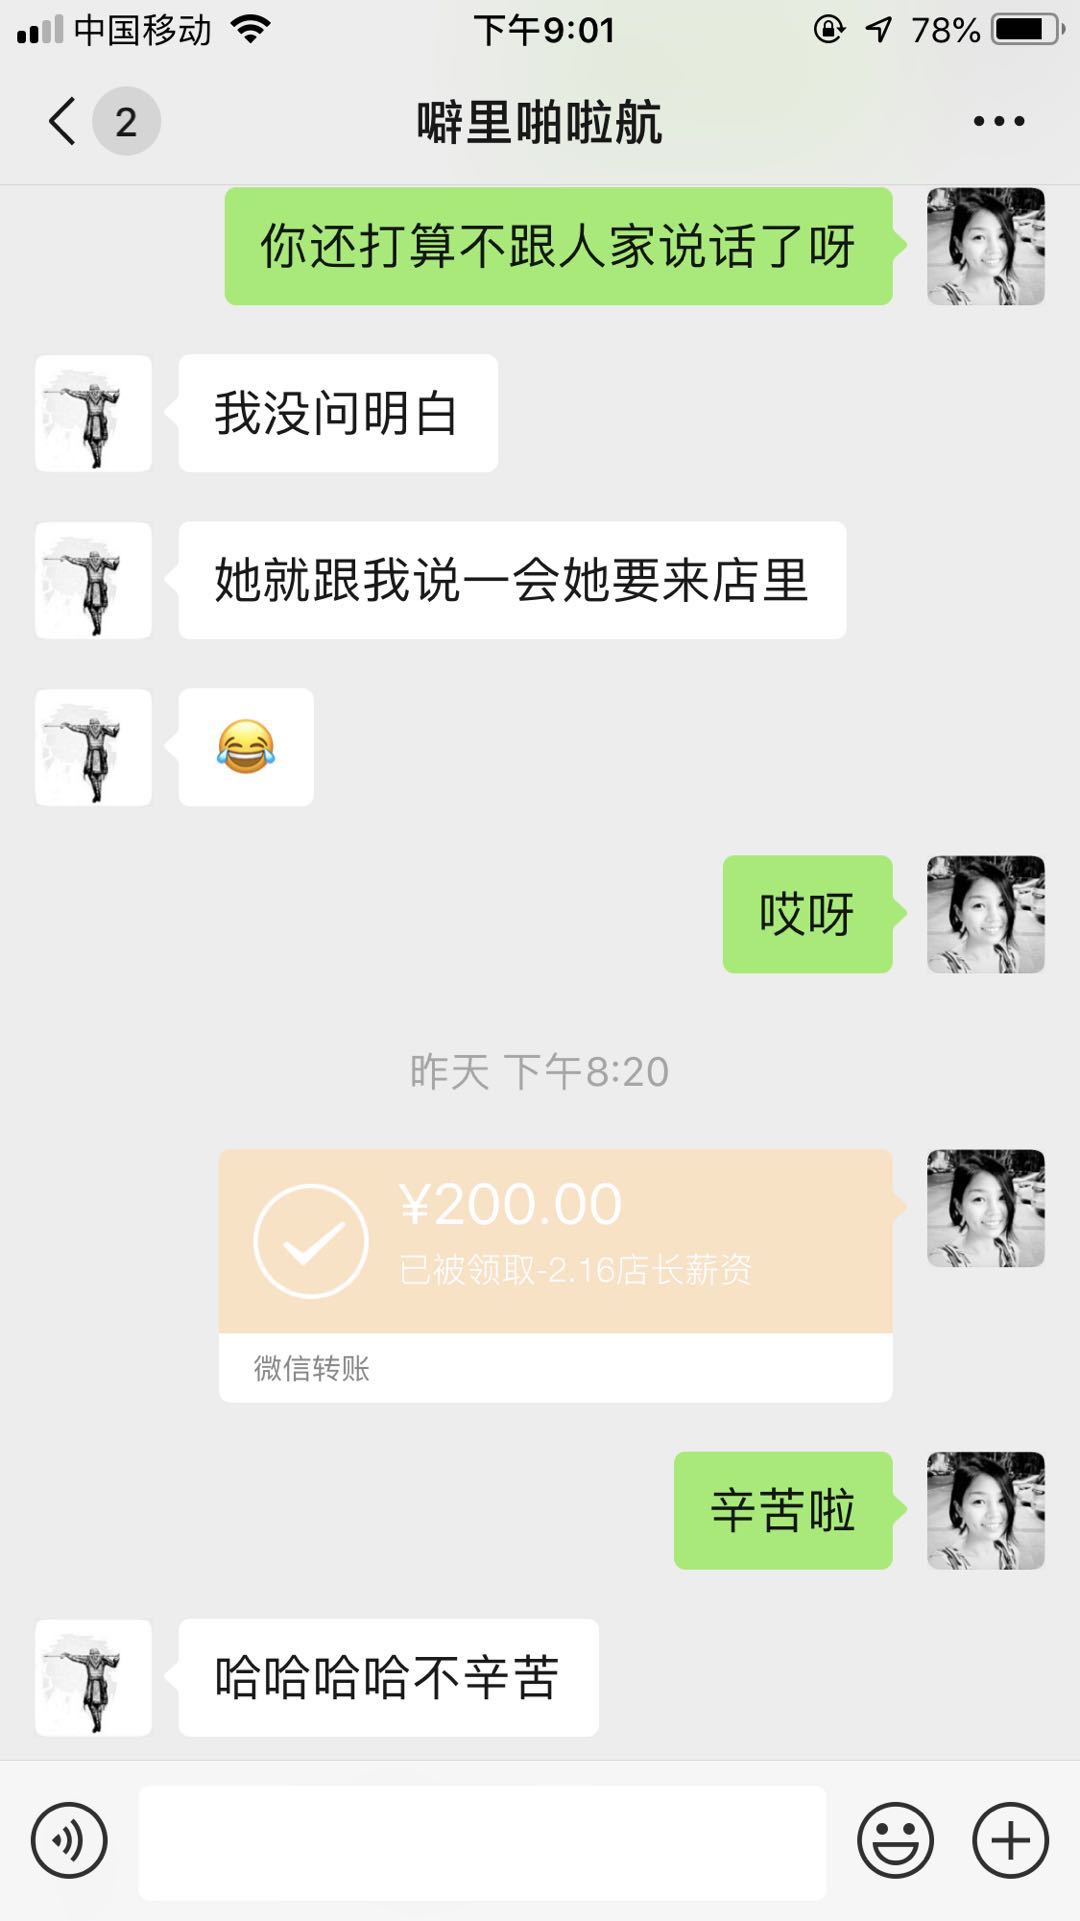 中国移动 下午9:01 78%
2 噼里啪啦航
你还打算不跟人家说话了呀
我没问明白
她就跟我说一会她要来店里
😂
哎呀
昨天 下午8:20
¥200.00
已被领取-2.16店长薪资
微信转账
辛苦啦
哈哈哈哈不辛苦